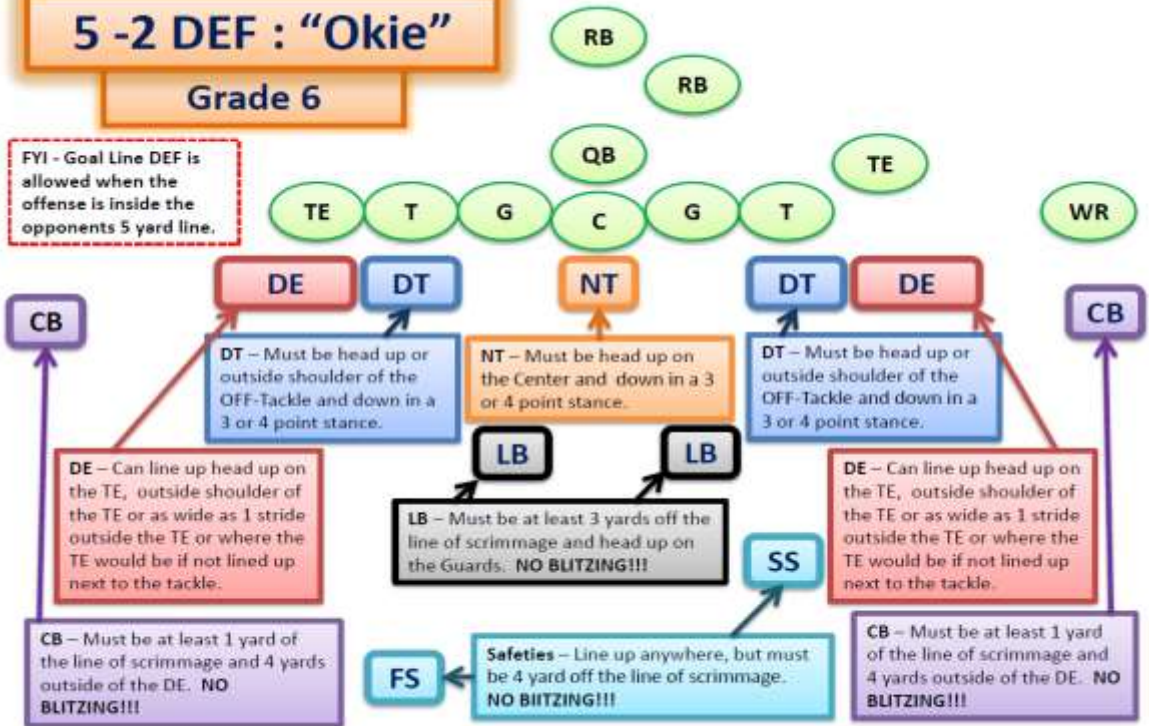 5 -2 DEF : “Okie”
Grade 6
RB
RB
QB
TE
FYI - Goal Line DEF is
allowed when the
offense is inside the
opponents 5 yard line.
TE
T
G
C
G
T
WR
DE
DT
NT
DT
DE
CB
CB
DT – Must be head up or
outside shoulder of the
OFF-Tackle and down in a
3 or 4 point stance.
NT – Must be head up on
the Center and down in a 3
or 4 point stance.
DT – Must be head up or
outside shoulder of the
OFF-Tackle and down in a
3 or 4 point stance.
LB
LB
DE – Can line up head up on
the TE, outside shoulder of
the TE or as wide as 1 stride
outside the TE or where the
TE would be if not lined up
next to the tackle.
LB – Must be at least 3 yards off the
line of scrimmage and head up on
the Guards. NO BLITZING!!!
DE – Can line up head up on
the TE, outside shoulder of
the TE or as wide as 1 stride
outside the TE or where the
TE would be if not lined up
next to the tackle.
SS
CB – Must be at least 1 yard of
the line of scrimmage and 4 yards
outside of the DE. NO
BLITZING!!!
FS
Safeties – Line up anywhere, but must
be 4 yard off the line of scrimmage.
NO BIITZING!!!
CB – Must be at least 1 yard
of the line of scrimmage and
4 yards outside of the DE. NO
BLITZING!!!